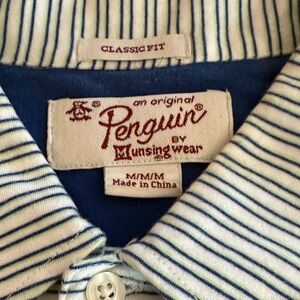 CLASSIC FIT
an original
Penguin®
BY
Munsingwear
M/M/M
Made in China